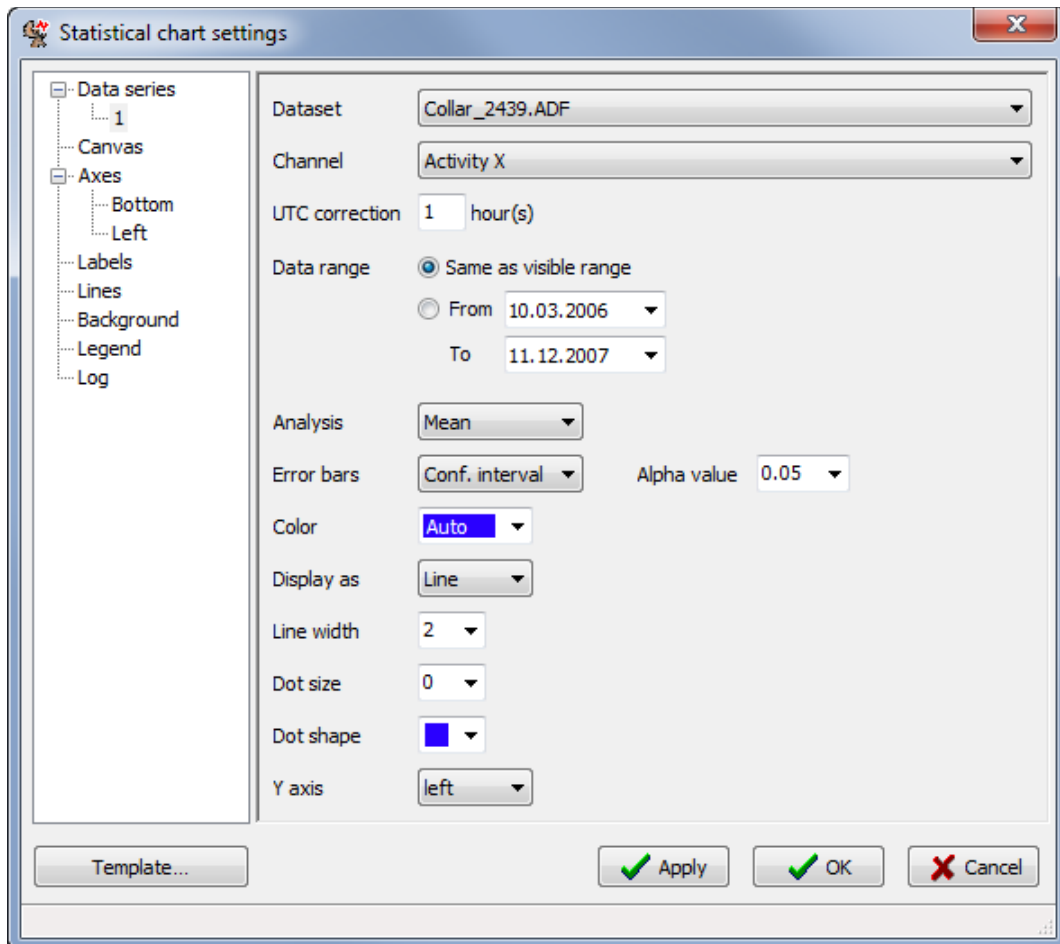 Statistical chart settings
Data series
1
Canvas
Axes
Bottom
Left
Labels
Lines
Background
Legend
Log
Dataset Collar_2439.ADF
Channel Activity X
UTC correction 1 hour(s)
Data range Same as visible range
From 10.03.2006
To 11.12.2007
Analysis Mean
Error bars Conf. interval Alpha value 0.05
Color Auto
Display as Line
Line width 2
Dot size 0
Dot shape
Y axis left
Template... Apply OK Cancel